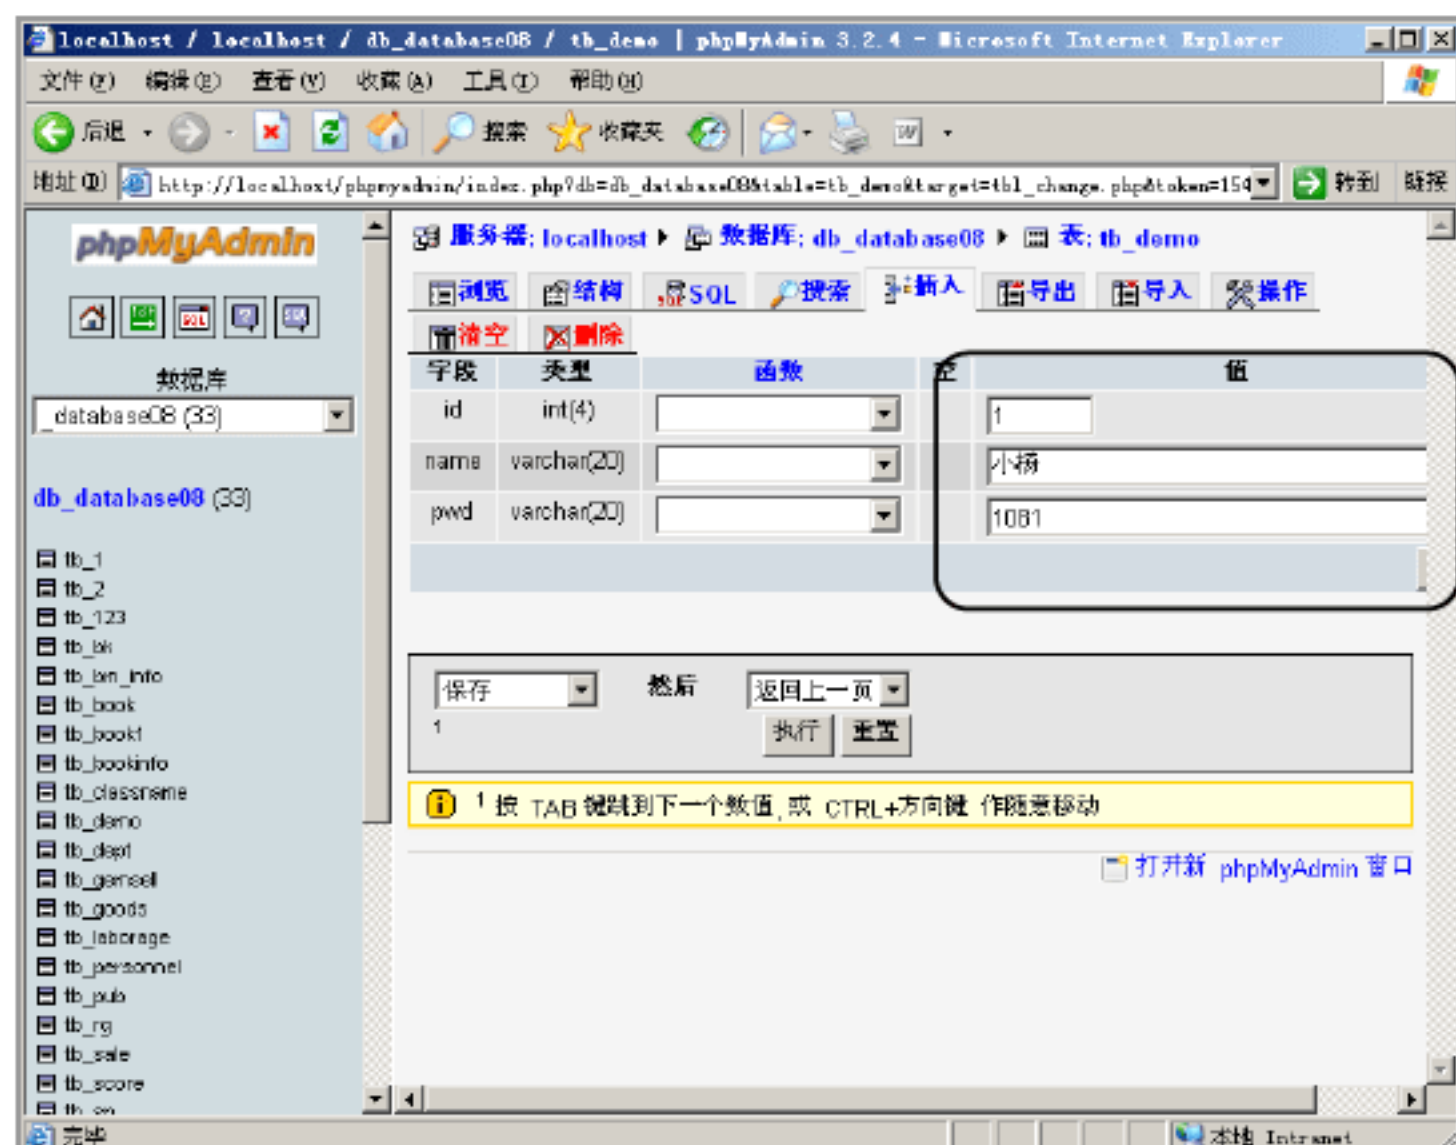 localhost / localhost / db_database08 / tb_demo | phpMyAdmin 3.2.4 - Microsoft Internet Explorer
文件(F) 编辑(E) 查看(V) 收藏(A) 工具(T) 帮助(H)
后退 搜索 收藏夹
地址(D) http://localhost/phpmyadmin/index.php?db=db_database08&table=tb_demo&target=tbl_change.php&token=154 转到 链接
phpMyAdmin
数据库
_database08 (33)
db_database08 (33)
tb_1
tb_2
tb_123
tb_bk
tb_bm_info
tb_book
tb_bookinfo
tb_classname
tb_demo
tb_dept
tb_gemsell
tb_goods
tb_laborage
tb_personnel
tb_pub
tb_rg
tb_sale
tb_score
服务器: localhost 数据库: db_database08 表: tb_demo
浏览 结构 SQL 搜索 插入 导出 导入 操作
清空 删除
字段 类型 函数 空 值
id int(4) 1
name varchar(20) 小杨
pwd varchar(20) 1081
保存 然后 返回上一页
1 执行 重置
1 按 TAB 键跳到下一个数值, 或 CTRL+方向键 作随意移动
打开新 phpMyAdmin 窗口
完毕 本地 Intranet